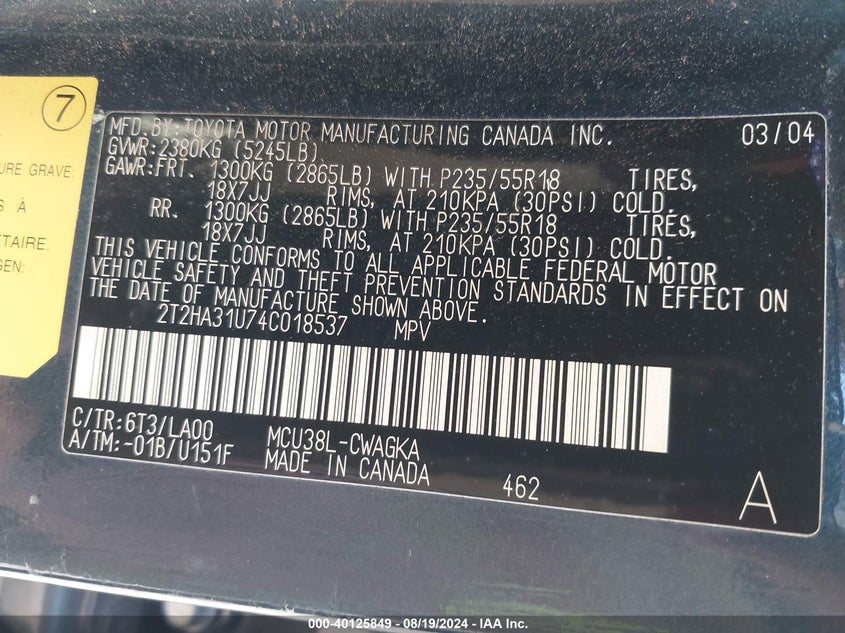 7
URE GRAVE:
S À
ÉTAIRE.
GEN:
MFD.BY:TOYOTA MOTOR MANUFACTURING CANADA INC. 03/04
GVWR:2380KG (5245LB)
GAWR:FRT. 1300KG (2865LB) WITH P235/55R18 TIRES,
18X7JJ RIMS, AT 210KPA (30PSI) COLD.
RR. 1300KG (2865LB) WITH P235/55R18 TIRES,
18X7JJ RIMS, AT 210KPA (30PSI) COLD.
THIS VEHICLE CONFORMS TO ALL APPLICABLE FEDERAL MOTOR
VEHICLE SAFETY AND THEFT PREVENTION STANDARDS IN EFFECT ON
THE DATE OF MANUFACTURE SHOWN ABOVE.
2T2HA31U74C018537 MPV
C/TR:6T3/LA00 MCU38L-CWAGKA
A/TM:-01B/U151F MADE IN CANADA 462 A
000-40125849 - 08/19/2024 - IAA Inc.